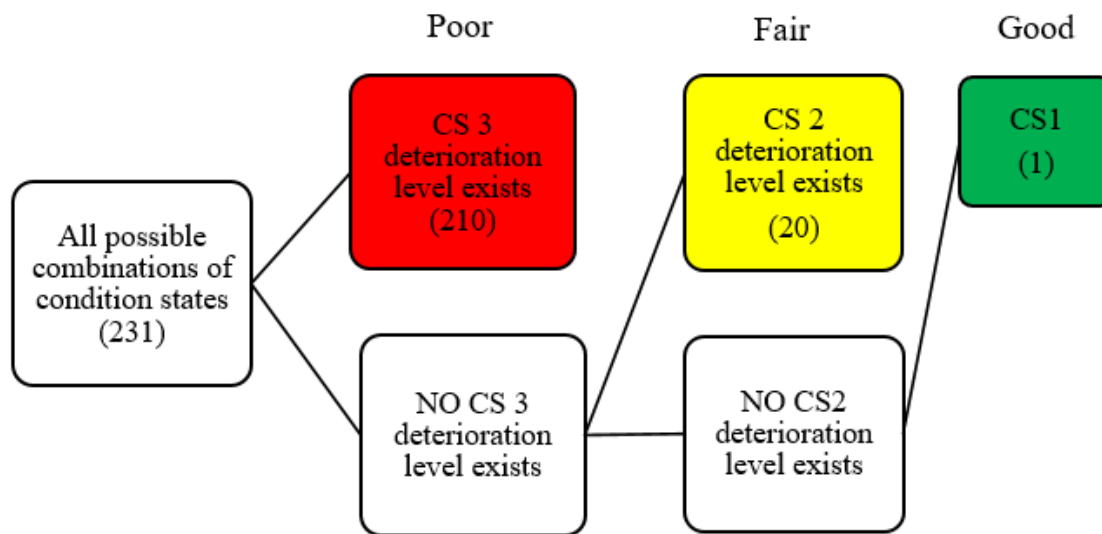 Poor
Fair
Good
CS 3
deterioration
level exists
(210)
CS 2
deterioration
level exists
(20)
CS1
(1)
All possible
combinations of
condition states
(231)
NO CS 3
deterioration
level exists
NO CS2
deterioration
level exists